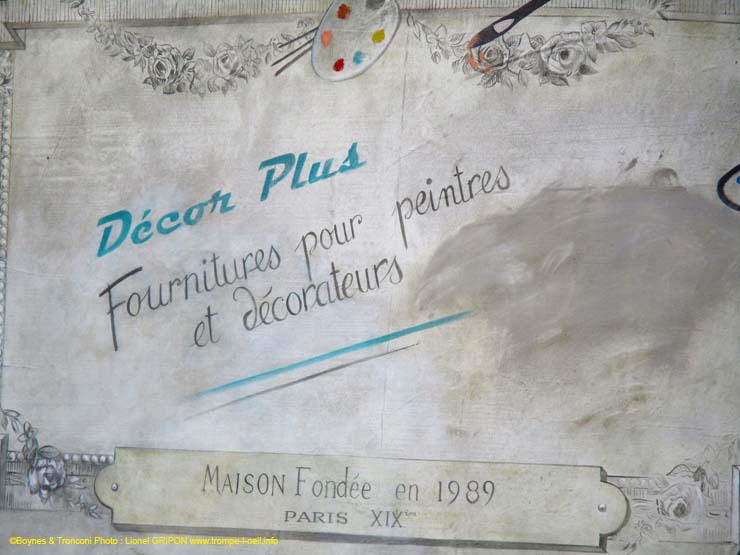 Décor Plus
Fournitures pour peintres
et décorateurs
MAISON Fondée en 1989
PARIS XIXème
©Boynes & Tronconi Photo : Lionel GRIPON www.trompe-l-oeil.info